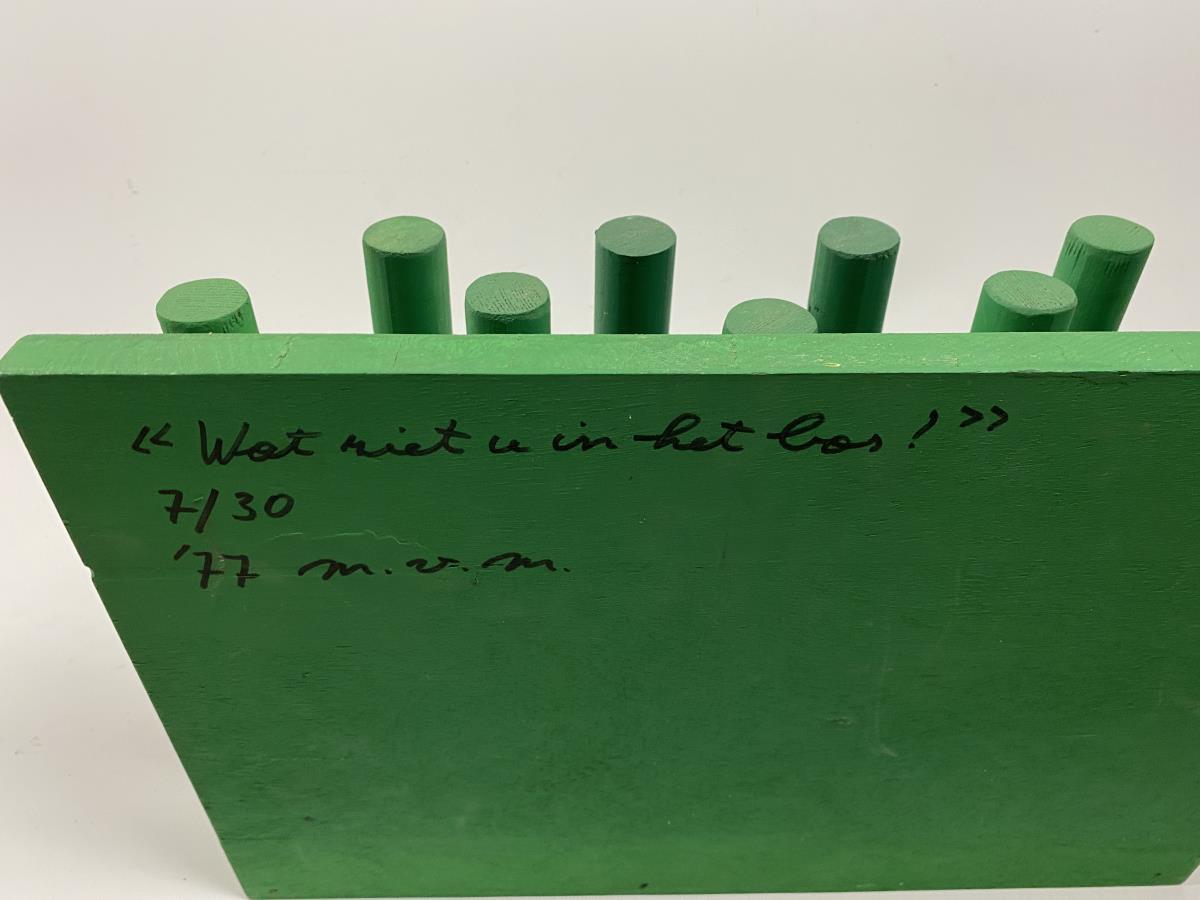 « Wat ziet u in het bos ! »
7/30
'77 m. v. m.